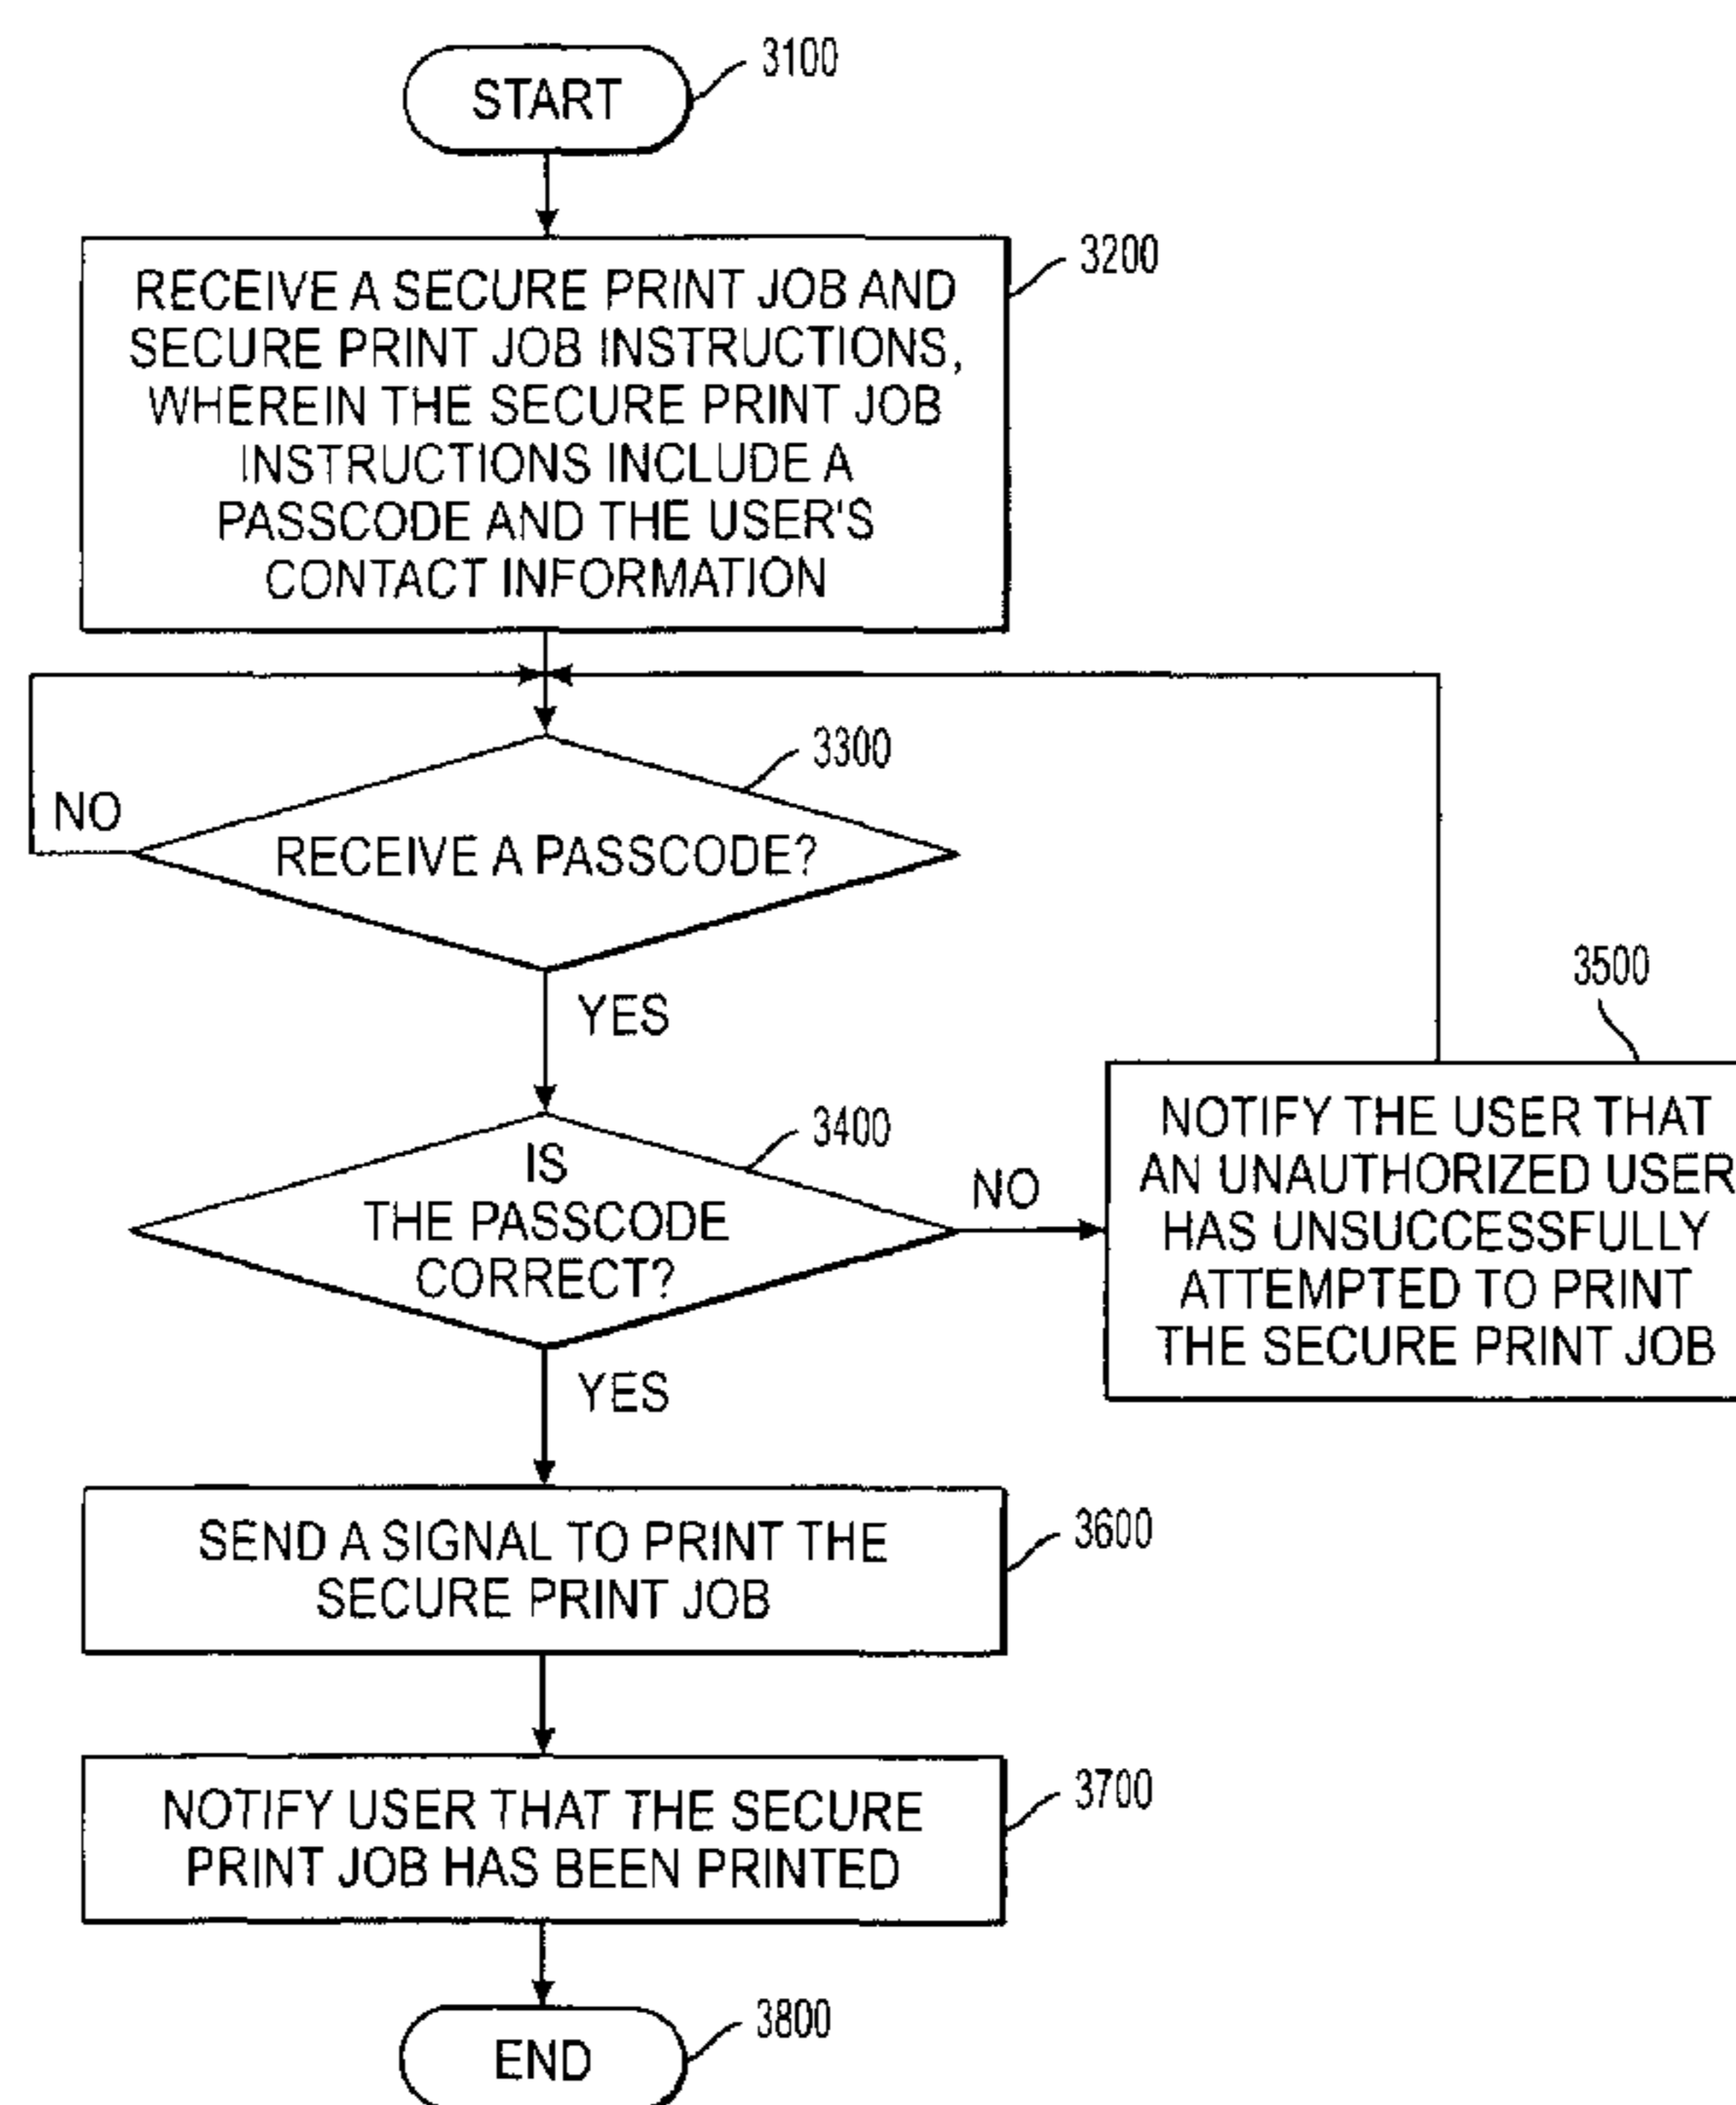 START
3100
RECEIVE A SECURE PRINT JOB AND
SECURE PRINT JOB INSTRUCTIONS,
WHEREIN THE SECURE PRINT JOB
INSTRUCTIONS INCLUDE A
PASSCODE AND THE USER'S
CONTACT INFORMATION
3200
NO
RECEIVE A PASSCODE?
3300
YES
IS
THE PASSCODE
CORRECT?
3400
NO
3500
NOTIFY THE USER THAT
AN UNAUTHORIZED USER
HAS UNSUCCESSFULLY
ATTEMPTED TO PRINT
THE SECURE PRINT JOB
YES
SEND A SIGNAL TO PRINT THE
SECURE PRINT JOB
3600
NOTIFY USER THAT THE SECURE
PRINT JOB HAS BEEN PRINTED
3700
END
3800